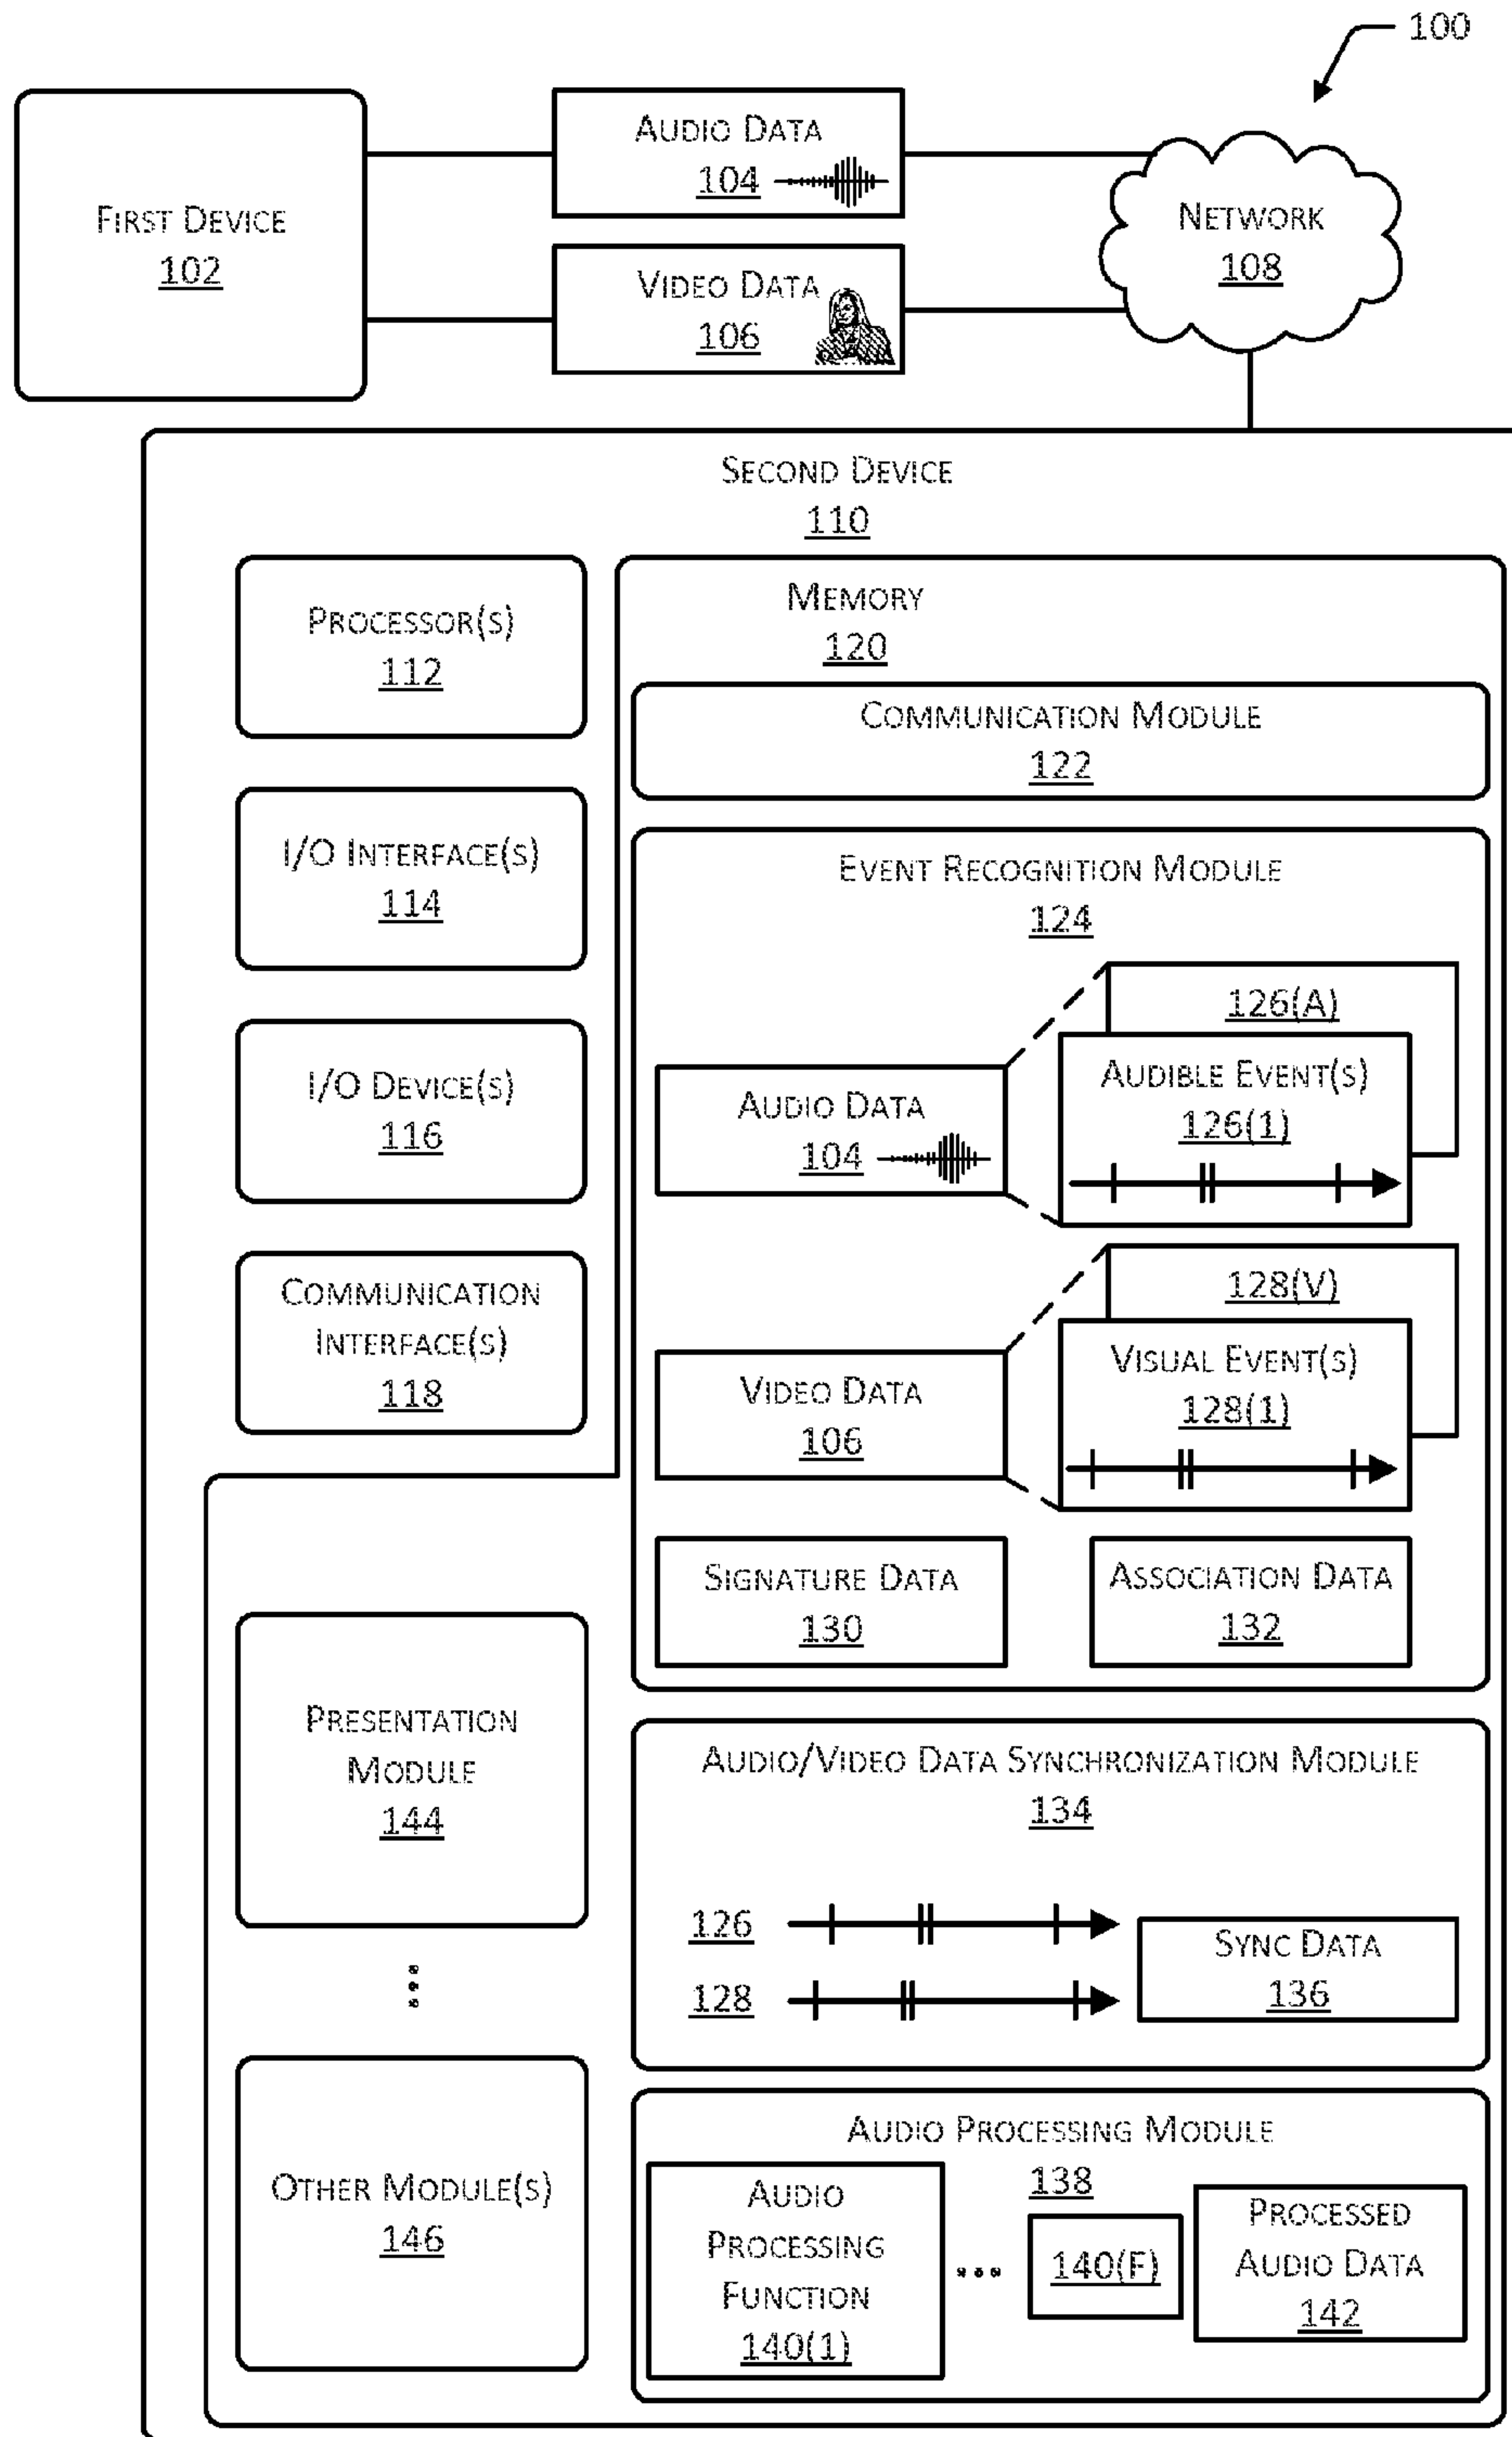 100
AUDIO DATA
104
FIRST DEVICE
102
NETWORK
108
VIDEO DATA
106
SECOND DEVICE
110
PROCESSOR(S)
112
MEMORY
120
COMMUNICATION MODULE
122
I/O INTERFACE(S)
114
EVENT RECOGNITION MODULE
124
126(A)
I/O DEVICE(S)
116
AUDIO DATA
104
AUDIBLE EVENT(S)
126(1)
COMMUNICATION
INTERFACE(S)
118
128(V)
VIDEO DATA
106
VISUAL EVENT(S)
128(1)
SIGNATURE DATA
130
ASSOCIATION DATA
132
PRESENTATION
MODULE
144
AUDIO/VIDEO DATA SYNCHRONIZATION MODULE
134
126
128
SYNC DATA
136
OTHER MODULE(S)
146
AUDIO PROCESSING MODULE
138
AUDIO
PROCESSING
FUNCTION
140(1)
140(F)
PROCESSED
AUDIO DATA
142